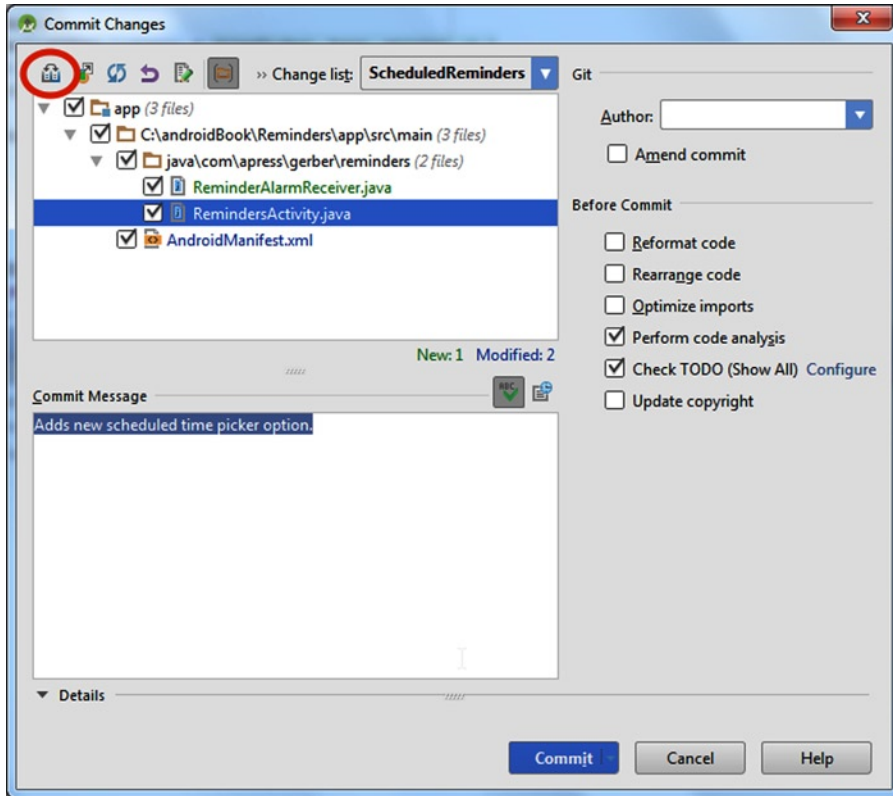 Commit Changes
» Change list: ScheduledReminders
app (3 files)
C:\androidBook\Reminders\app\src\main (3 files)
java\com\apress\gerber\reminders (2 files)
ReminderAlarmReceiver.java
RemindersActivity.java
AndroidManifest.xml
New: 1 Modified: 2
Commit Message
ABC
Adds new scheduled time picker option.
Details
Git
Author:
Amend commit
Before Commit
Reformat code
Rearrange code
Optimize imports
Perform code analysis
Check TODO (Show All) Configure
Update copyright
Commit
Cancel
Help